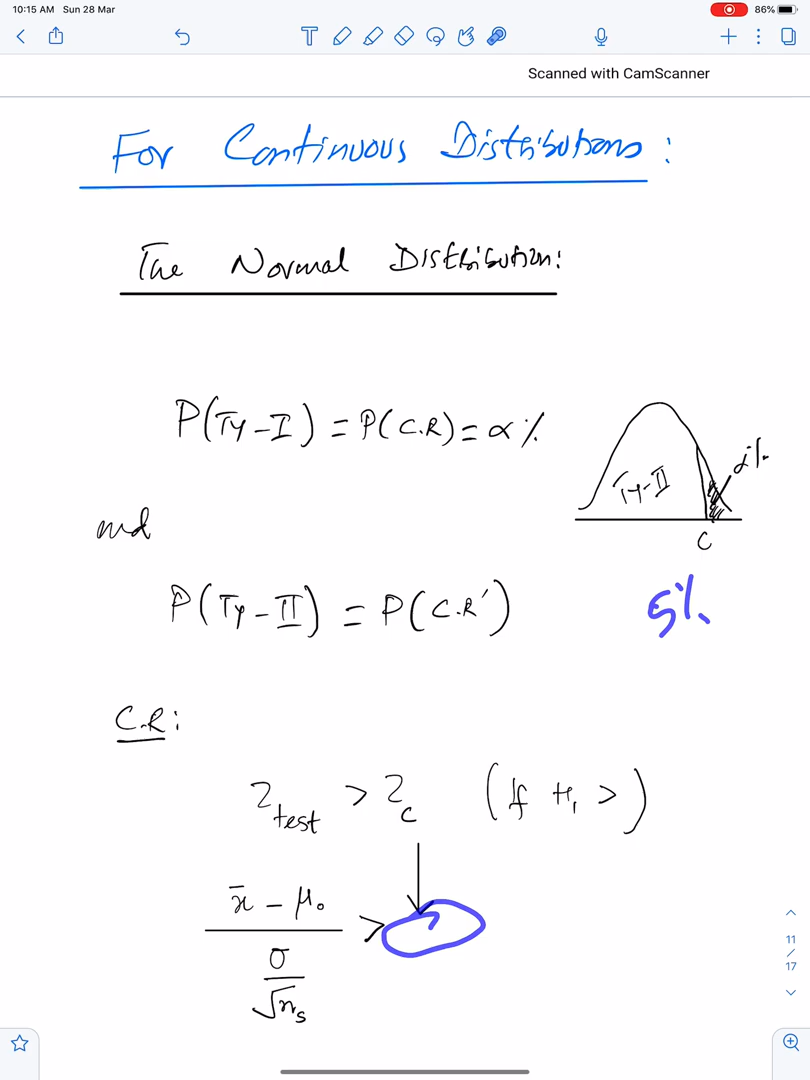 10:15 AM Sun 28 Mar 86%
Scanned with CamScanner
For Continuous Distributions:
The Normal Distribution:
P(Ty-I) = P(C.R) = α%
α%
Ty-II
C
and
P(Ty-II) = P(C.R')
5%
C.R:
Z_test > Z_c (If H₁ >)
x̄ - μ₀ >
σ
√n_s
11
/
17